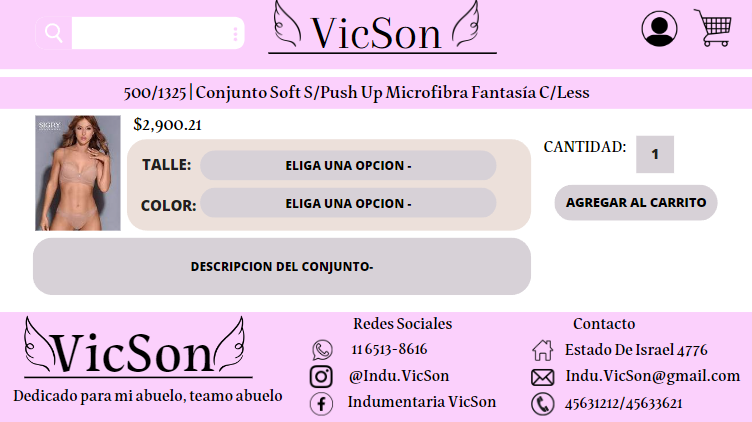 VicSon
500/1325 | Conjunto Soft S/Push Up Microfibra Fantasía C/Less
SIGRY
$2,900.21
TALLE: ELIGA UNA OPCION -
COLOR: ELIGA UNA OPCION -
CANTIDAD: 1
AGREGAR AL CARRITO
DESCRIPCION DEL CONJUNTO-
VicSon
Dedicado para mi abuelo, teamo abuelo
Redes Sociales
11 6513-8616
@Indu.VicSon
Indumentaria VicSon
Contacto
Estado De Israel 4776
Indu.VicSon@gmail.com
45631212/45633621